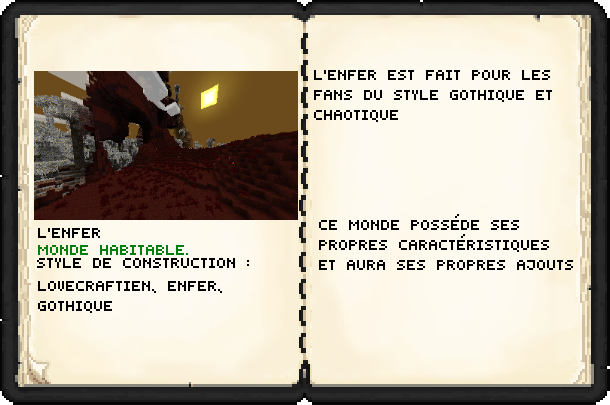 L'ENFER
MONDE HABITABLE.
STYLE DE CONSTRUCTION :
LOVECRAFTIEN, ENFER,
GOTHIQUE
L'ENFER EST FAIT POUR LES
FANS DU STYLE GOTHIQUE ET
CHAOTIQUE
CE MONDE POSSÉDE SES
PROPRES CARACTÉRISTIQUES
ET AURA SES PROPRES AJOUTS